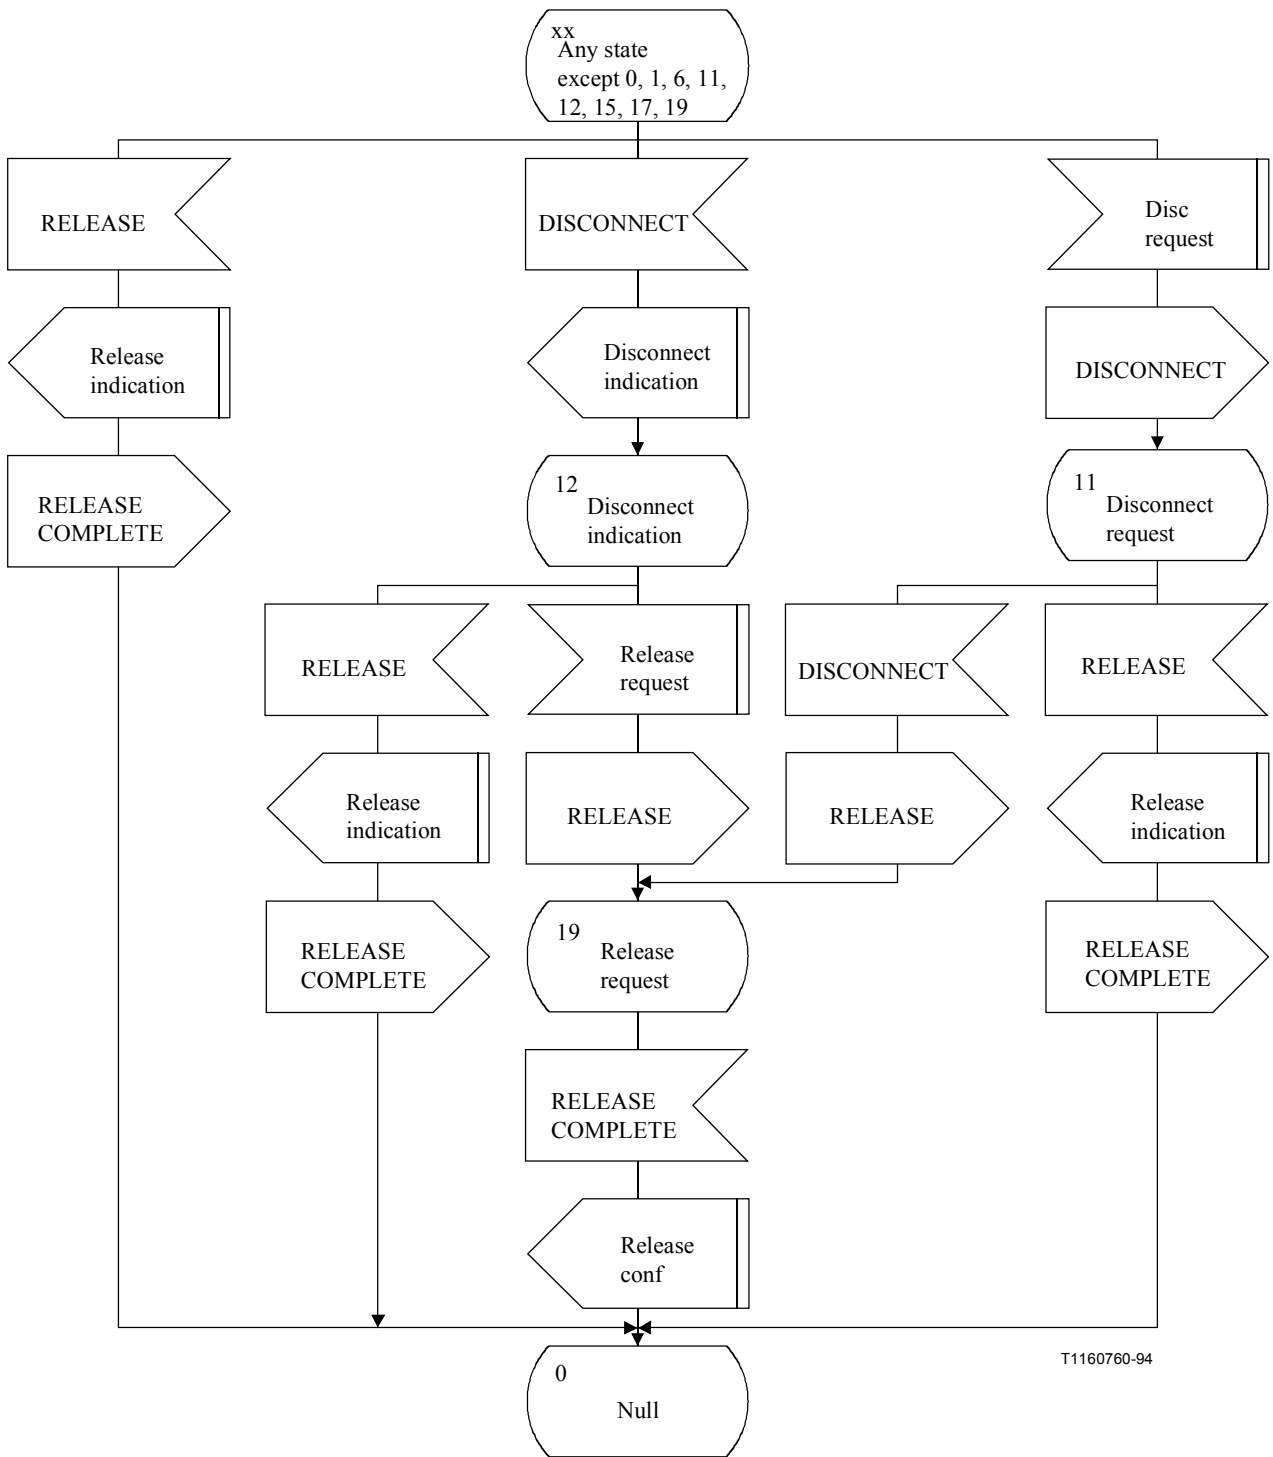 xx
Any state
except 0, 1, 6, 11,
12, 15, 17, 19
RELEASE
DISCONNECT
Disc
request
Release
indication
Disconnect
indication
DISCONNECT
RELEASE
COMPLETE
12
Disconnect
indication
11
Disconnect
request
RELEASE
Release
request
DISCONNECT
RELEASE
Release
indication
RELEASE
RELEASE
Release
indication
RELEASE
COMPLETE
19
Release
request
RELEASE
COMPLETE
RELEASE
COMPLETE
Release
conf
T1160760-94
0
Null